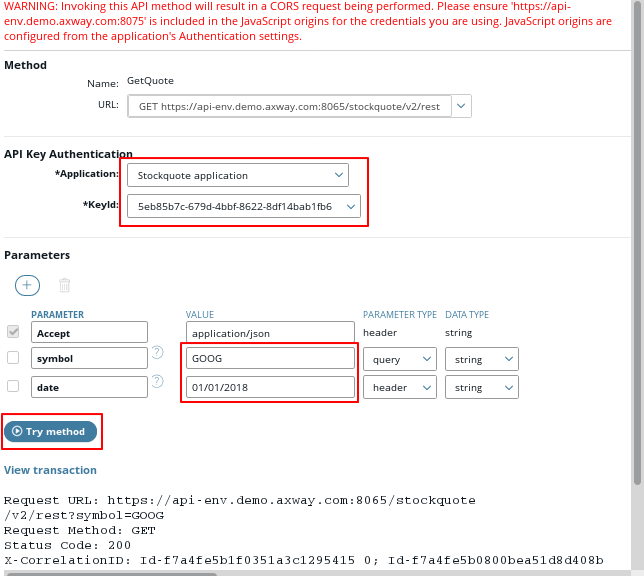 WARNING: Invoking this API method will result in a CORS request being performed. Please ensure 'https://api-
env.demo.axway.com:8075' is included in the JavaScript origins for the credentials you are using. JavaScript origins are
configured from the application's Authentication settings.
Method
Name: GetQuote
URL: GET https://api-env.demo.axway.com:8065/stockquote/v2/rest
API Key Authentication
*Application: Stockquote application
*KeyId: 5eb85b7c-679d-4bbf-8622-8df14bab1fb6
Parameters
PARAMETER VALUE PARAMETER TYPE DATA TYPE
Accept application/json header string
symbol ? GOOG query string
date ? 01/01/2018 header string
Try method
View transaction
Request URL: https://api-env.demo.axway.com:8065/stockquote
/v2/rest?symbol=GOOG
Request Method: GET
Status Code: 200
X-CorrelationID: Id-f7a4fe5b1f0351a3c1295415 0; Id-f7a4fe5b0800bea51d8d408b